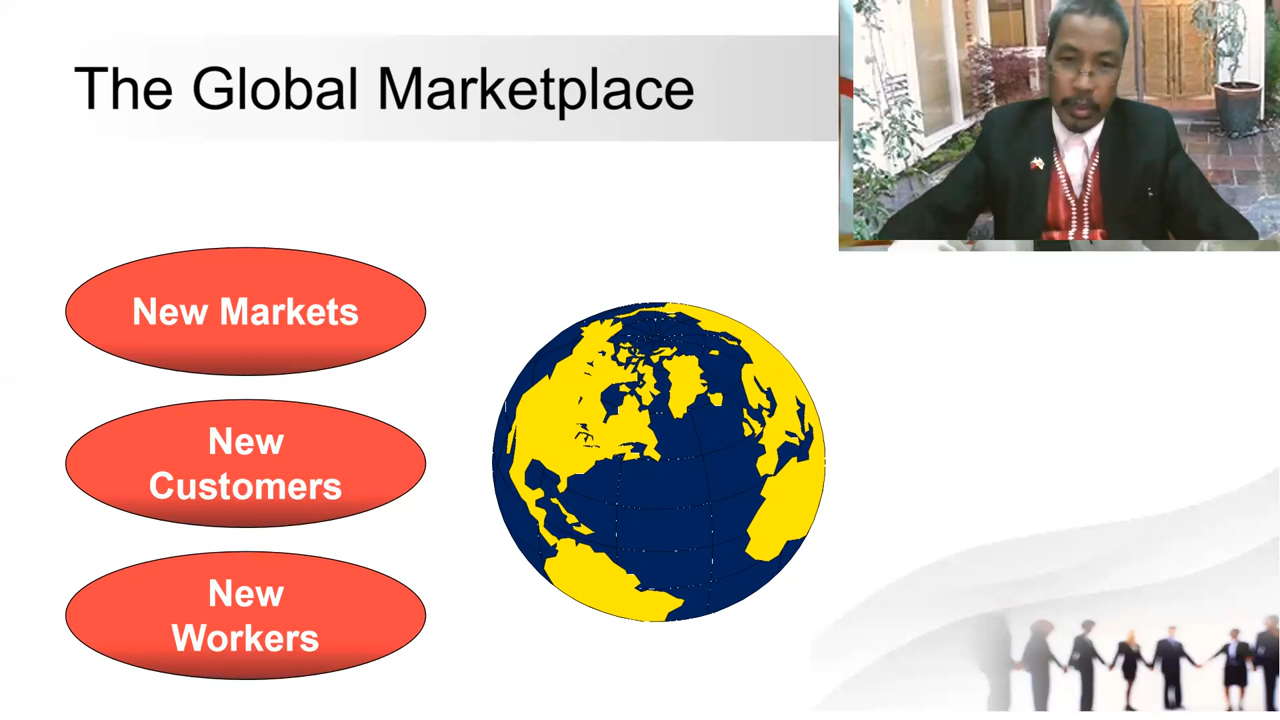 The Global Marketplace
New Markets
New
Customers
New
Workers